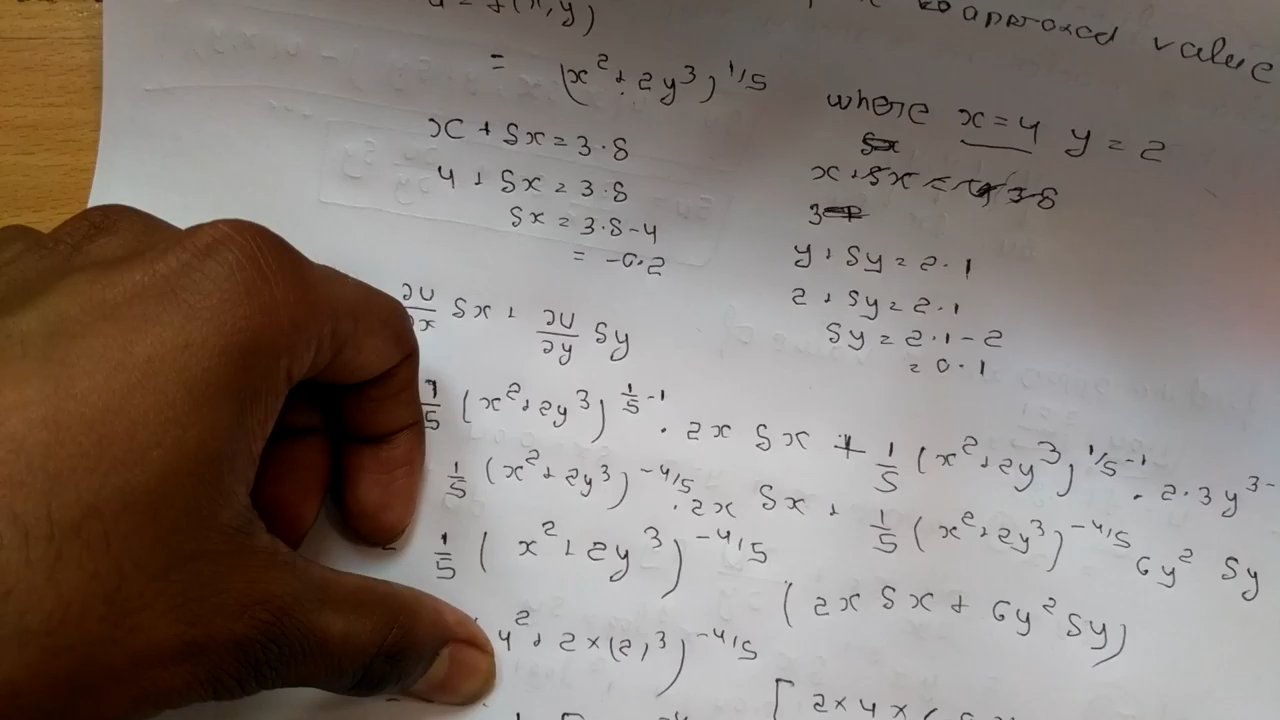 to approxed value
u = f(x,y)
= (x² + 2y³)^1/5
where x = 4 y = 2
x + δx = 3.8
4 + δx = 3.8
δx = 3.8 - 4
= -0.2
y + δy = 2.1
2 + δy = 2.1
δy = 2.1 - 2
= 0.1
∂u/∂x δx + ∂u/∂y δy
1/5 (x² + 2y³)^1/5 - 1 . 2x δx + 1/5 (x² + 2y³)^1/5 - 1 . 2.3y^3-
1/5 (x² + 2y³)^-4/5 . 2x δx + 1/5 (x² + 2y³)^-4/5 6y² δy
1/5 (x² + 2y³)^-4/5 (2x δx + 6y² δy)
4² + 2×(2)³)^-4/5 [2×4×(